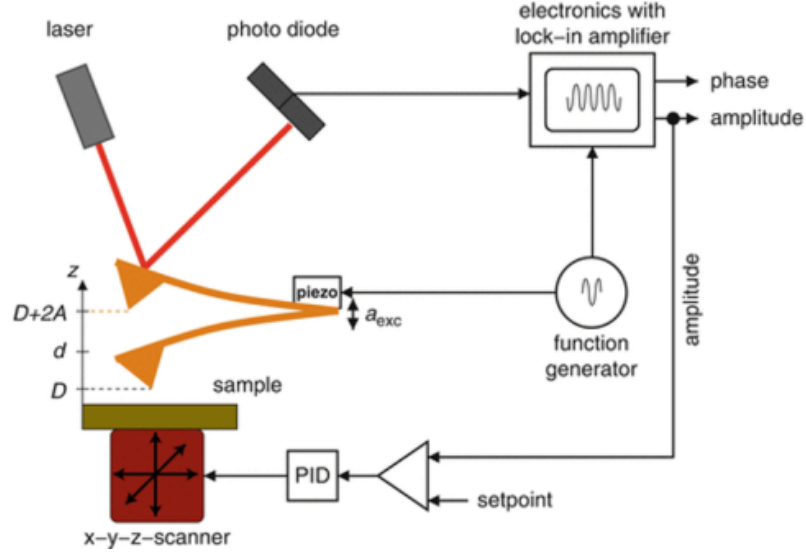 laser
photo diode
electronics with
lock-in amplifier
phase
amplitude
z
piezo
D+2A
a_exc
d
D
function
generator
amplitude
sample
PID
setpoint
x-y-z-scanner